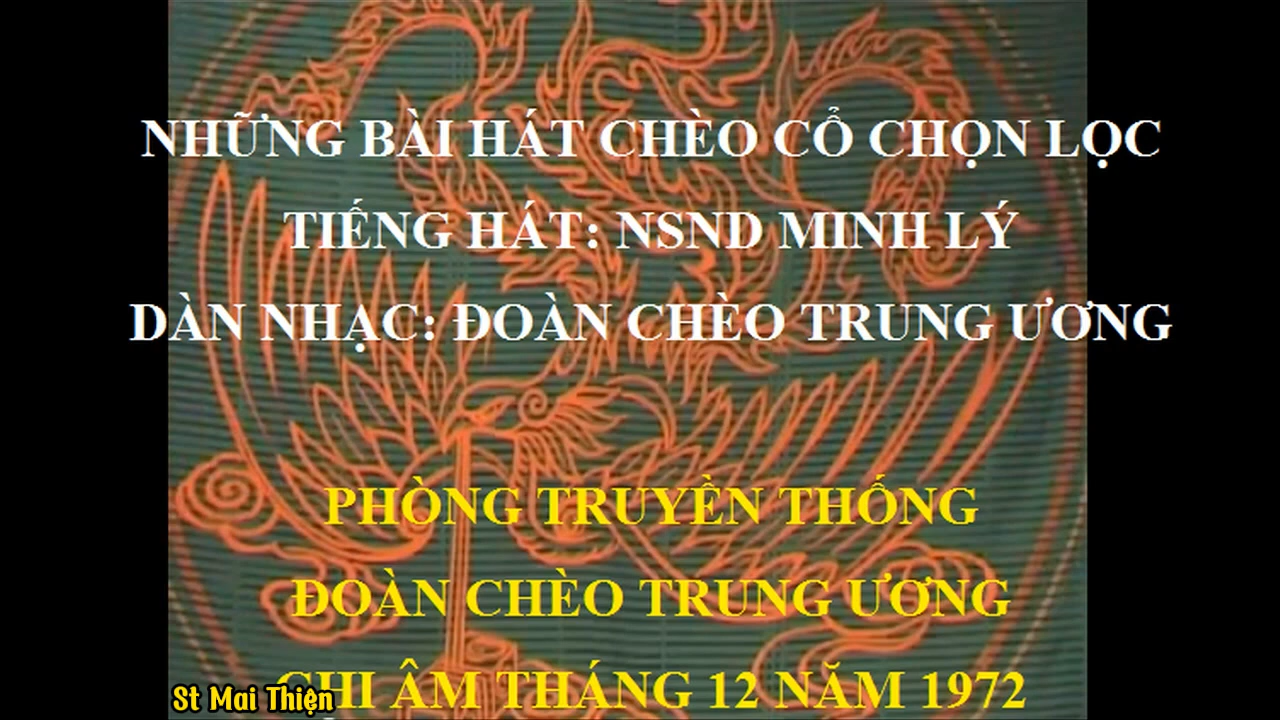 NHỮNG BÀI HÁT CHÈO CỔ CHỌN LỌC
TIẾNG HÁT: NSND MINH LÝ
DÀN NHẠC: ĐOÀN CHÈO TRUNG ƯƠNG
PHÒNG TRUYỀN THỐNG
ĐOÀN CHÈO TRUNG ƯƠNG
GHI ÂM THÁNG 12 NĂM 1972
St Mai Thiện